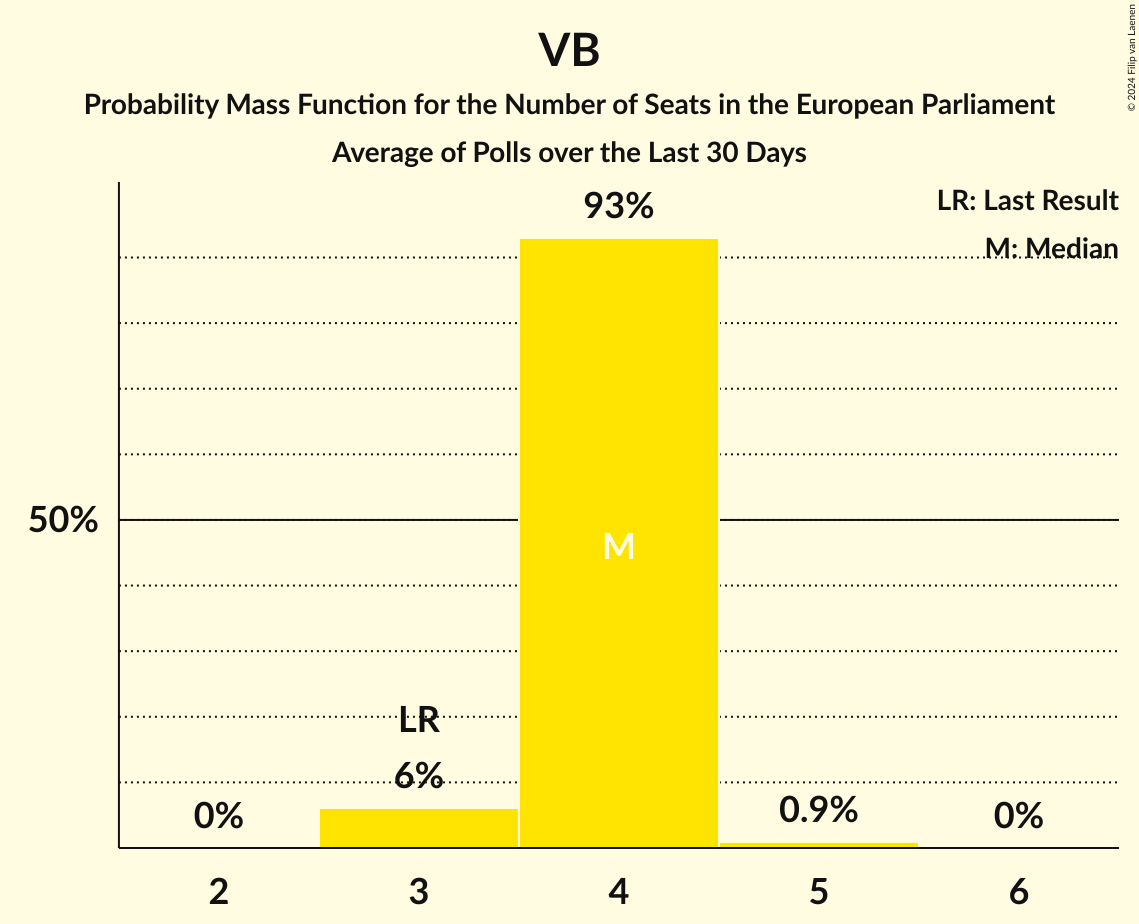 VB
Probability Mass Function for the Number of Seats in the European Parliament
Average of Polls over the Last 30 Days
© 2024 Filip van Laenen
LR: Last Result
M: Median
93%
50%
M
LR
6%
0%
0.9%
0%
2
3
4
5
6